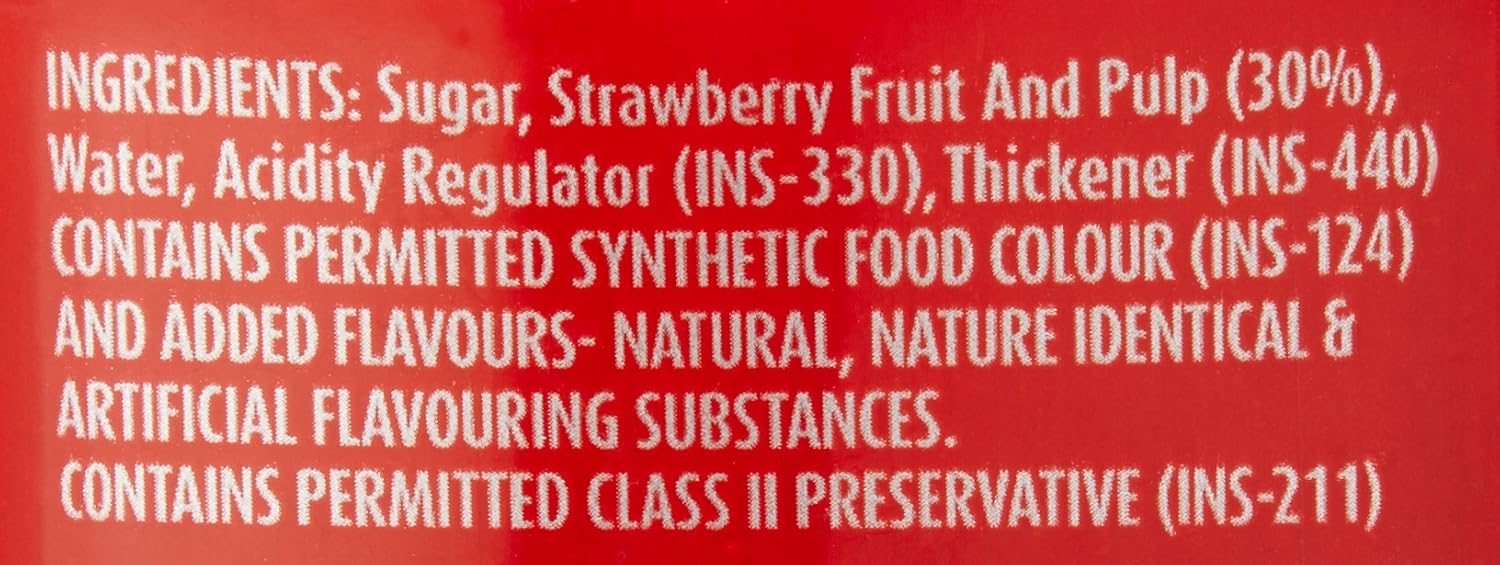 INGREDIENTS: Sugar, Strawberry Fruit And Pulp (30%),
Water, Acidity Regulator (INS-330), Thickener (INS-440)
CONTAINS PERMITTED SYNTHETIC FOOD COLOUR (INS-124)
AND ADDED FLAVOURS- NATURAL, NATURE IDENTICAL &
ARTIFICIAL FLAVOURING SUBSTANCES.
CONTAINS PERMITTED CLASS II PRESERVATIVE (INS-211)